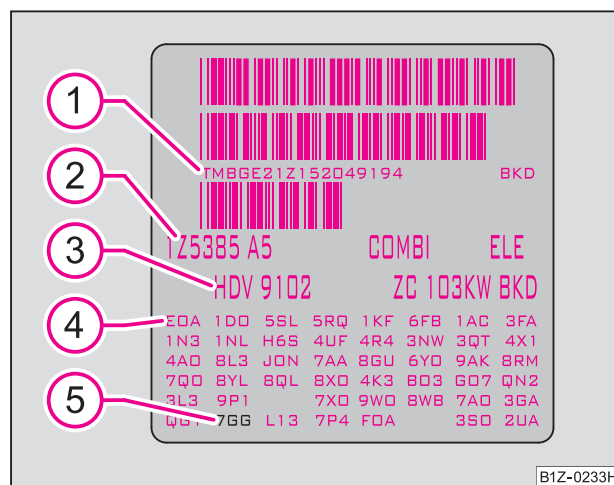 1
TMBGE21Z152049194 BKD
2
1Z5385 A5 COMBI ELE
3
HDV 9102 ZC 103KW BKD
4
E0A 1D0 5SL 5RQ 1KF 6FB 1AC 3FA
1N3 1NL H6S 4UF 4R4 3NW 3QT 4X1
4A0 8L3 J0N 7AA 8GU 6Y0 9AK 8RM
7Q0 8YL 8QL 8X0 4K3 B03 G07 QN2
5
3L3 9P1 7X0 9W0 8WB 7A0 3GA
QG1 7GG L13 7P4 F0A 3S0 2UA
B1Z-0233H